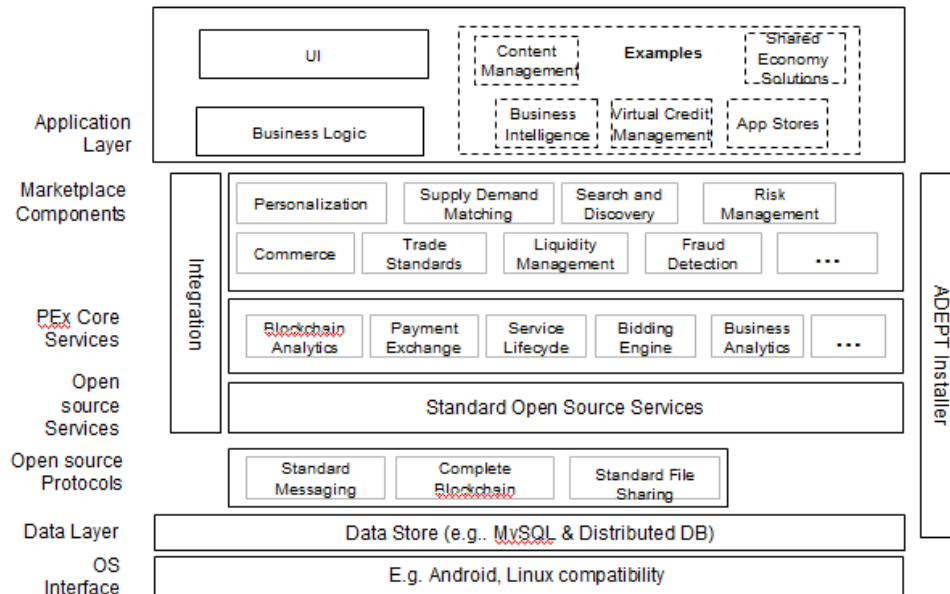 Application
Layer
UI
Business Logic
Examples
Content
Management
Shared
Economy
Solutions
Business
Intelligence
Virtual Credit
Management
App Stores
Marketplace
Components
Integration
Personalization
Supply Demand
Matching
Search and
Discovery
Risk
Management
Commerce
Trade
Standards
Liquidity
Management
Fraud
Detection
...
ADEPT Installer
PEx Core
Services
Blockchain
Analytics
Payment
Exchange
Service
Lifecycle
Bidding
Engine
Business
Analytics
...
Open
source
Services
Standard Open Source Services
Open source
Protocols
Standard
Messaging
Complete
Blockchain
Standard File
Sharing
Data Layer
Data Store (e.g.. MySQL & Distributed DB)
OS
Interface
E.g. Android, Linux compatibility